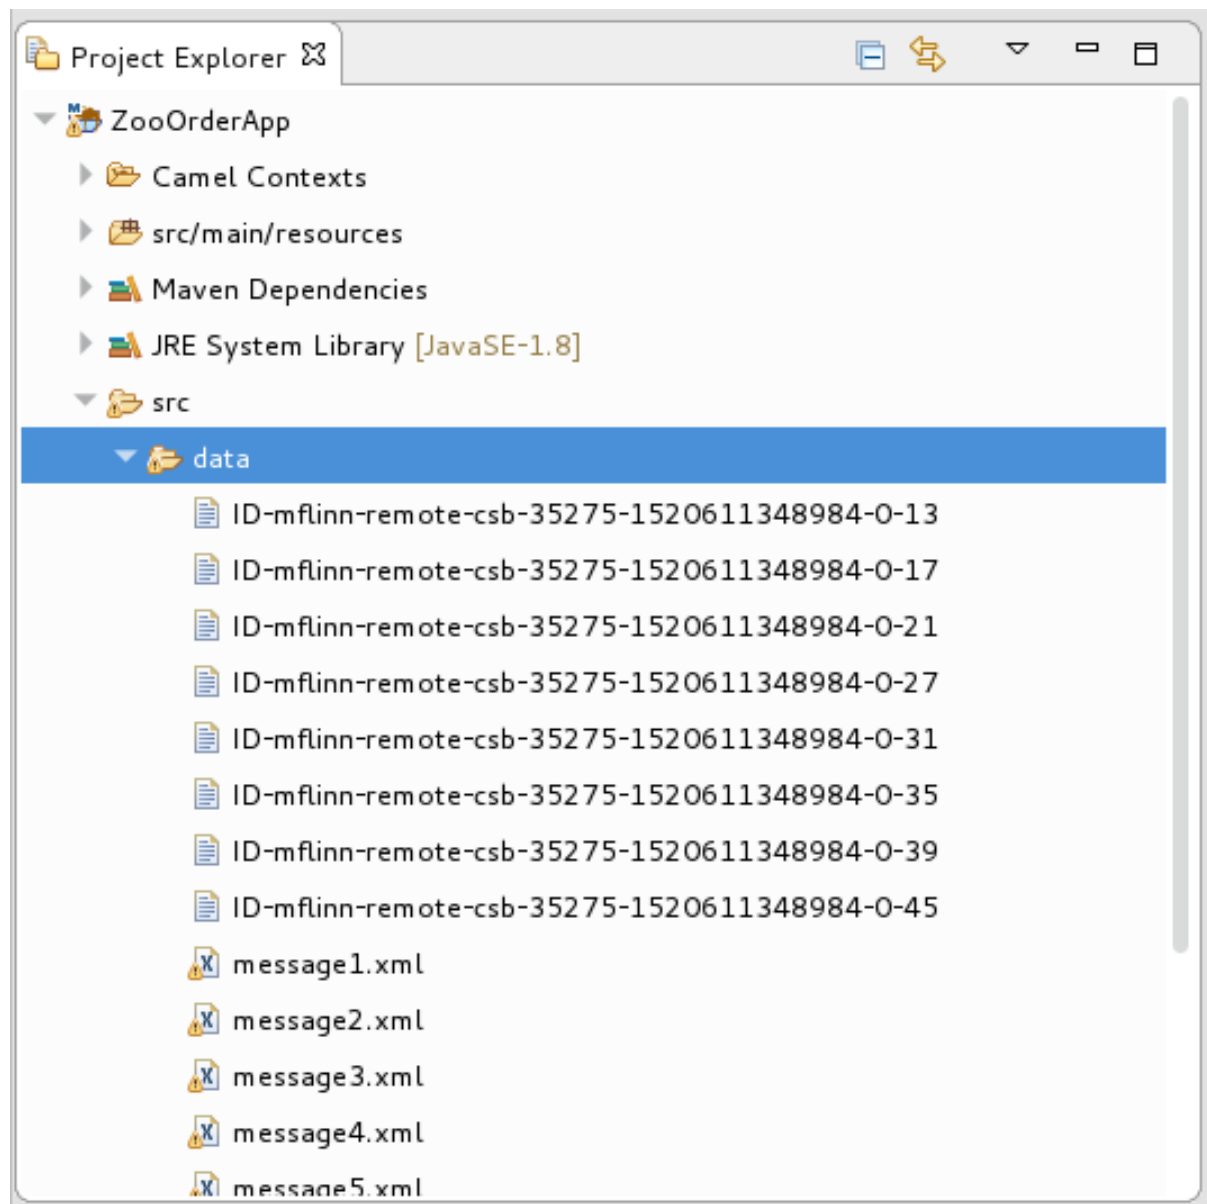 Project Explorer
ZooOrderApp
Camel Contexts
src/main/resources
Maven Dependencies
JRE System Library [JavaSE-1.8]
src
data
ID-mflinn-remote-csb-35275-1520611348984-0-13
ID-mflinn-remote-csb-35275-1520611348984-0-17
ID-mflinn-remote-csb-35275-1520611348984-0-21
ID-mflinn-remote-csb-35275-1520611348984-0-27
ID-mflinn-remote-csb-35275-1520611348984-0-31
ID-mflinn-remote-csb-35275-1520611348984-0-35
ID-mflinn-remote-csb-35275-1520611348984-0-39
ID-mflinn-remote-csb-35275-1520611348984-0-45
message1.xml
message2.xml
message3.xml
message4.xml
message5.xml